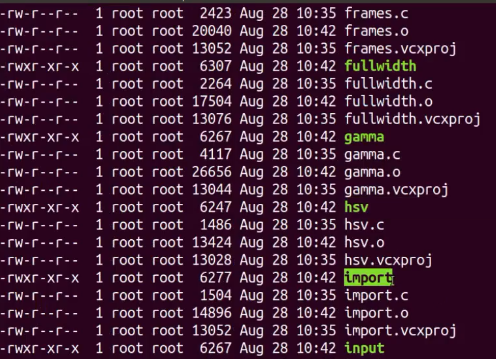 -rw-r--r-- 1 root root 2423 Aug 28 10:35 frames.c
-rw-r--r-- 1 root root 20040 Aug 28 10:42 frames.o
-rw-r--r-- 1 root root 13052 Aug 28 10:35 frames.vcxproj
-rwxr-xr-x 1 root root 6307 Aug 28 10:42 fullwidth
-rw-r--r-- 1 root root 2264 Aug 28 10:35 fullwidth.c
-rw-r--r-- 1 root root 17504 Aug 28 10:42 fullwidth.o
-rw-r--r-- 1 root root 13076 Aug 28 10:35 fullwidth.vcxproj
-rwxr-xr-x 1 root root 6267 Aug 28 10:42 gamma
-rw-r--r-- 1 root root 4117 Aug 28 10:35 gamma.c
-rw-r--r-- 1 root root 26656 Aug 28 10:42 gamma.o
-rw-r--r-- 1 root root 13044 Aug 28 10:35 gamma.vcxproj
-rwxr-xr-x 1 root root 6247 Aug 28 10:42 hsv
-rw-r--r-- 1 root root 1486 Aug 28 10:35 hsv.c
-rw-r--r-- 1 root root 13424 Aug 28 10:42 hsv.o
-rw-r--r-- 1 root root 13028 Aug 28 10:35 hsv.vcxproj
-rwxr-xr-x 1 root root 6277 Aug 28 10:42 import
-rw-r--r-- 1 root root 1504 Aug 28 10:35 import.c
-rw-r--r-- 1 root root 14896 Aug 28 10:42 import.o
-rw-r--r-- 1 root root 13052 Aug 28 10:35 import.vcxproj
-rwxr-xr-x 1 root root 6267 Aug 28 10:42 input